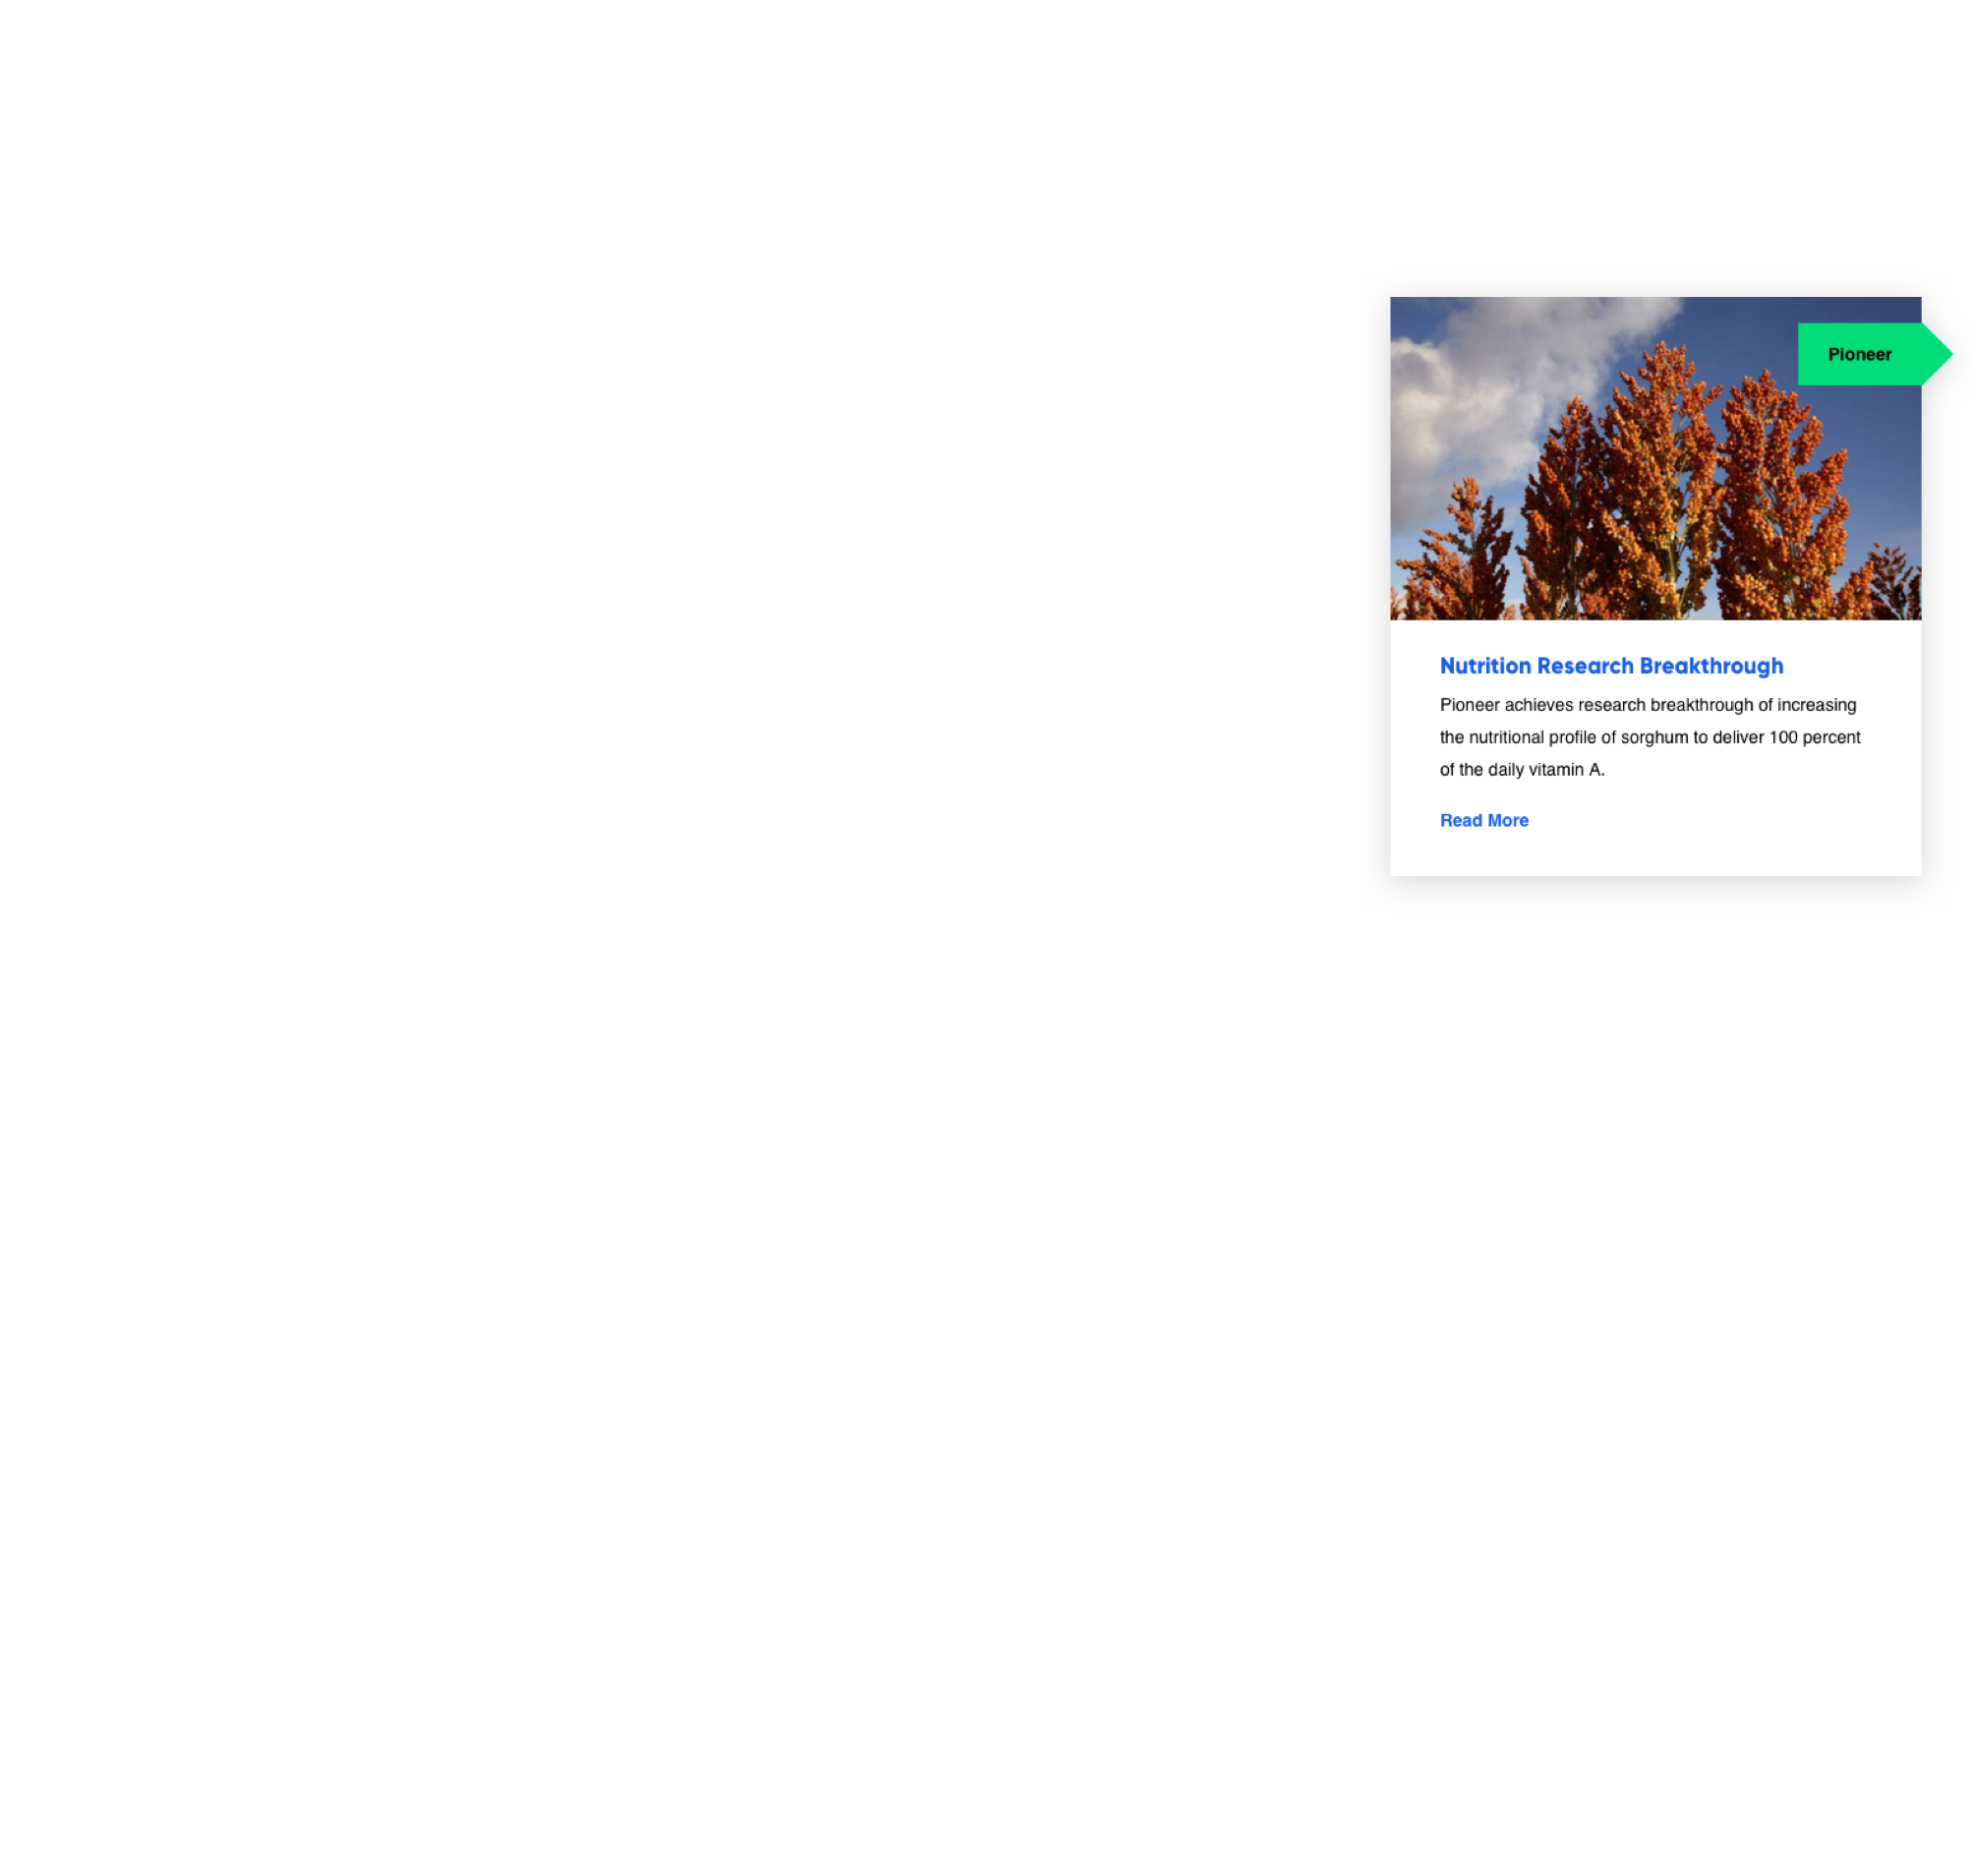 Pioneer
Nutrition Research Breakthrough
Pioneer achieves research breakthrough of increasing
the nutritional profile of sorghum to deliver 100 percent
of the daily vitamin A.
Read More